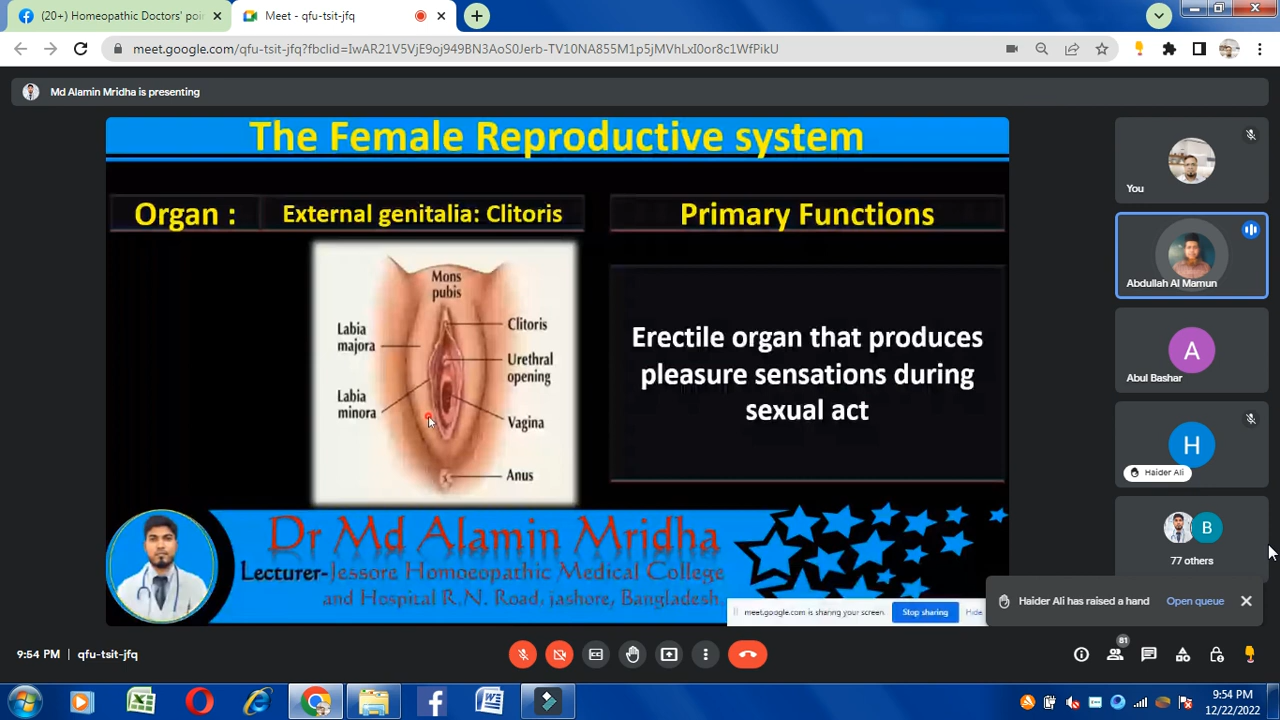 (20+) Homeopathic Doctors' poi
Meet - qfu-tsit-jfq
meet.google.com/qfu-tsit-jfq?fbclid=IwAR21V5VjE9oj949BN3AoS0Jerb-TV10NA855M1p5jMVhLxI0or8c1WfPikU
Md Alamin Mridha is presenting
The Female Reproductive system
Organ :
External genitalia: Clitoris
Primary Functions
Mons
pubis
Labia
majora
Labia
minora
Clitoris
Urethral
opening
Vagina
Anus
Erectile organ that produces
pleasure sensations during
sexual act
Dr Md Alamin Mridha
Lecturer-Jessore Homoeopathic Medical College
and Hospital R.N. Road, jashore, Bangladesh
meet.google.com is sharing your screen.
Stop sharing
Hide
You
Abdullah Al Mamun
A
Abul Bashar
H
Haider Ali
B
77 others
Haider Ali has raised a hand
Open queue
9:54 PM | qfu-tsit-jfq
81
9:54 PM
12/22/2022